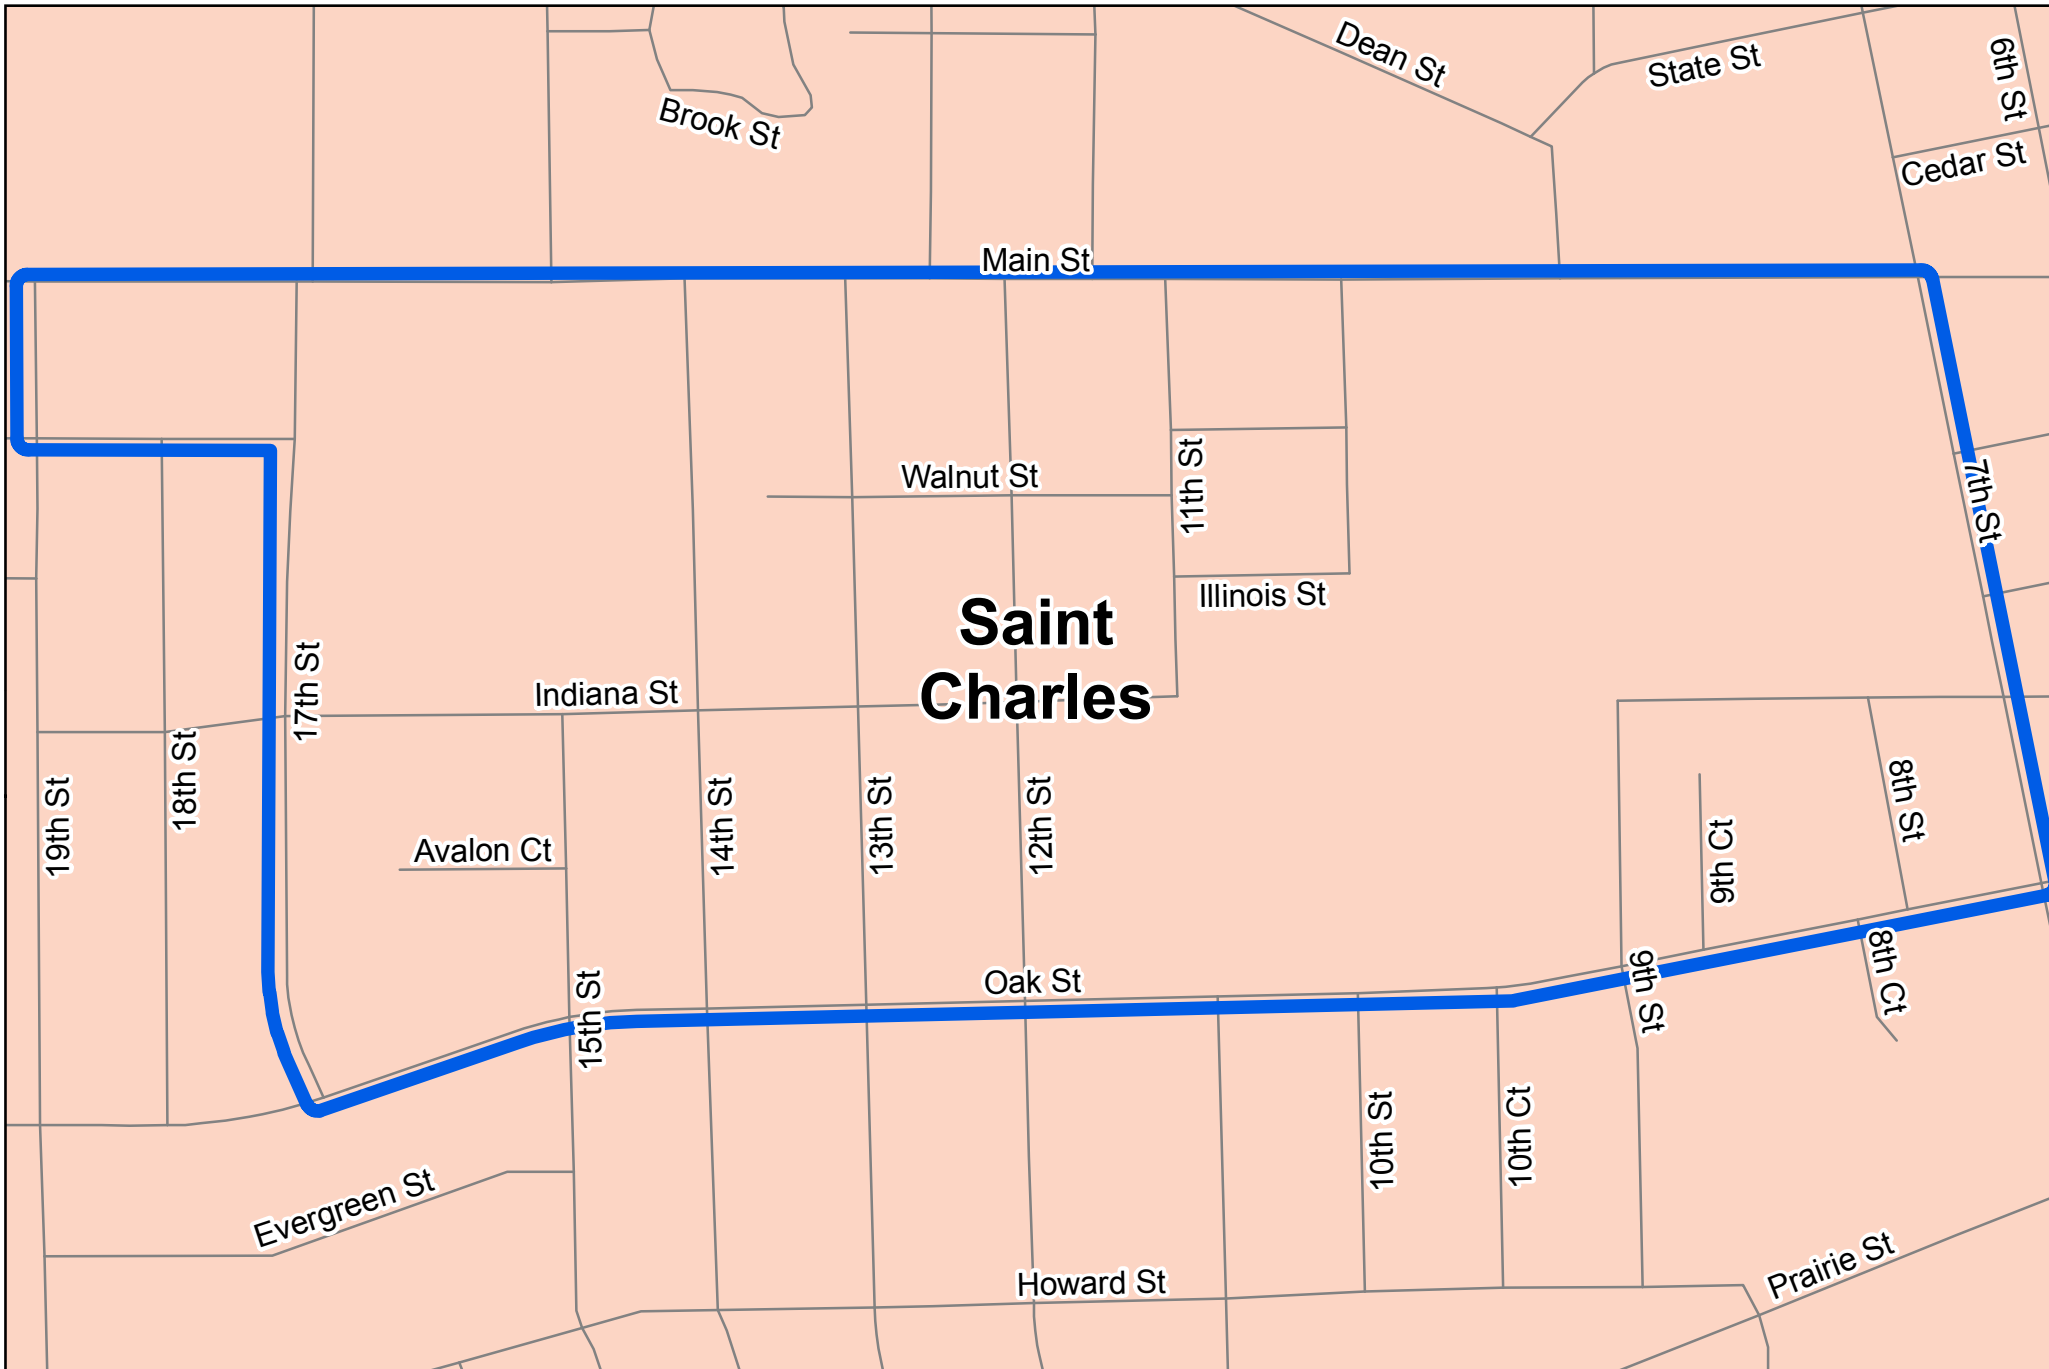 Dean St
State St
6th St
Brook St
Cedar St
Main St
Walnut St
11th St
7th St
Illinois St
Saint
Charles
17th St
Indiana St
18th St
19th St
14th St
13th St
12th St
8th St
Avalon Ct
9th Ct
Oak St
9th St
8th Ct
15th St
10th St
10th Ct
Evergreen St
Howard St
Prairie St